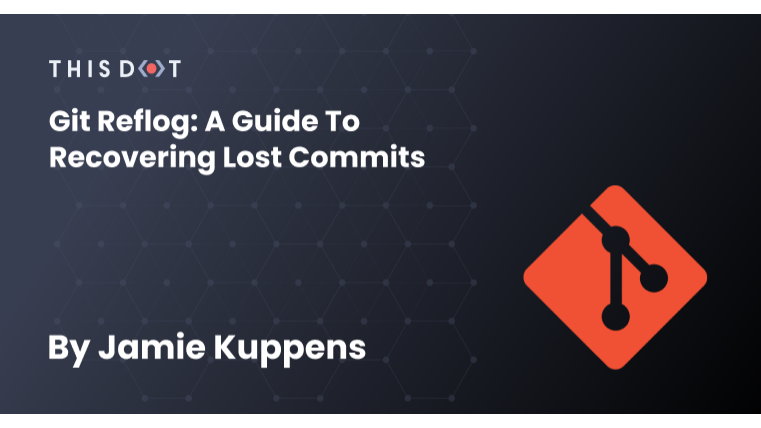 THIS DOT
Git Reflog: A Guide To
Recovering Lost Commits
By Jamie Kuppens